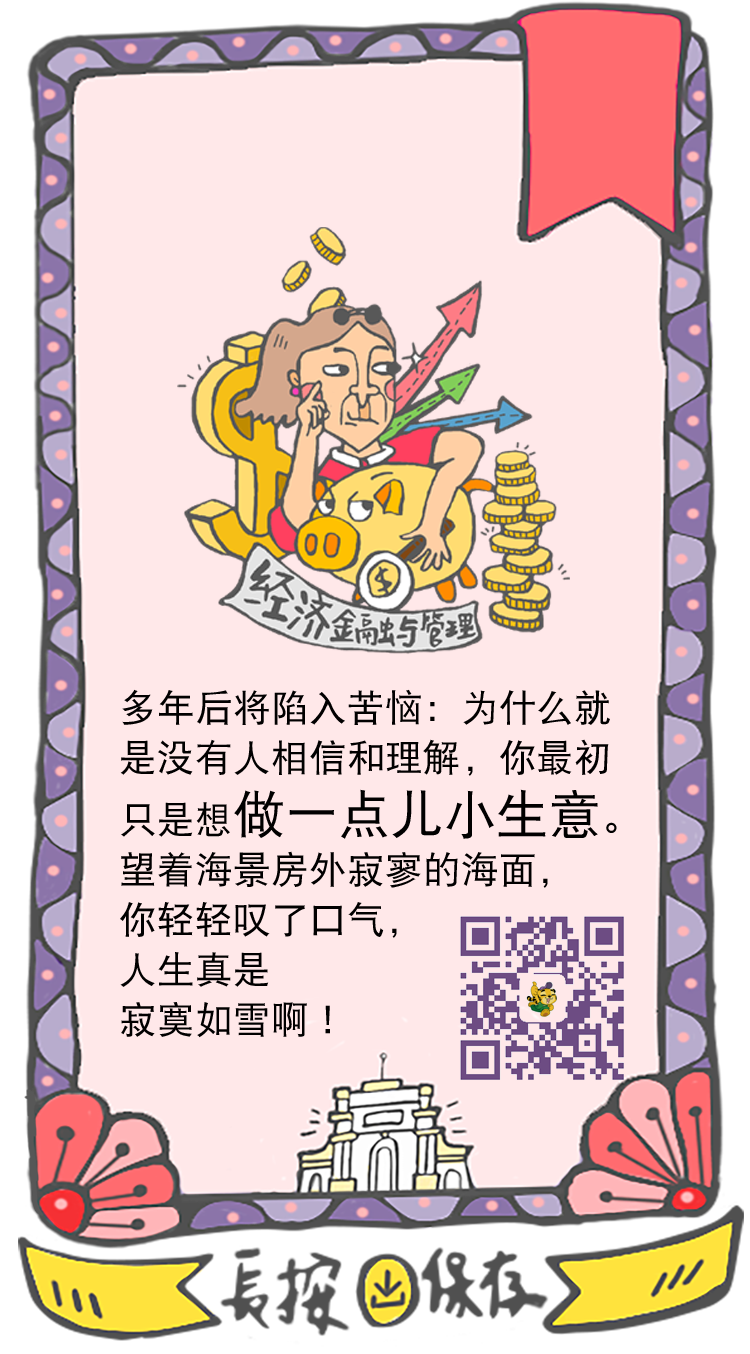 经济金融与管理
多年后将陷入苦恼：为什么就
是没有人相信和理解，你最初
只是想做一点儿小生意。
望着海景房外寂寥的海面，
你轻轻叹了口气，
人生真是
寂寞如雪啊！
長按保存